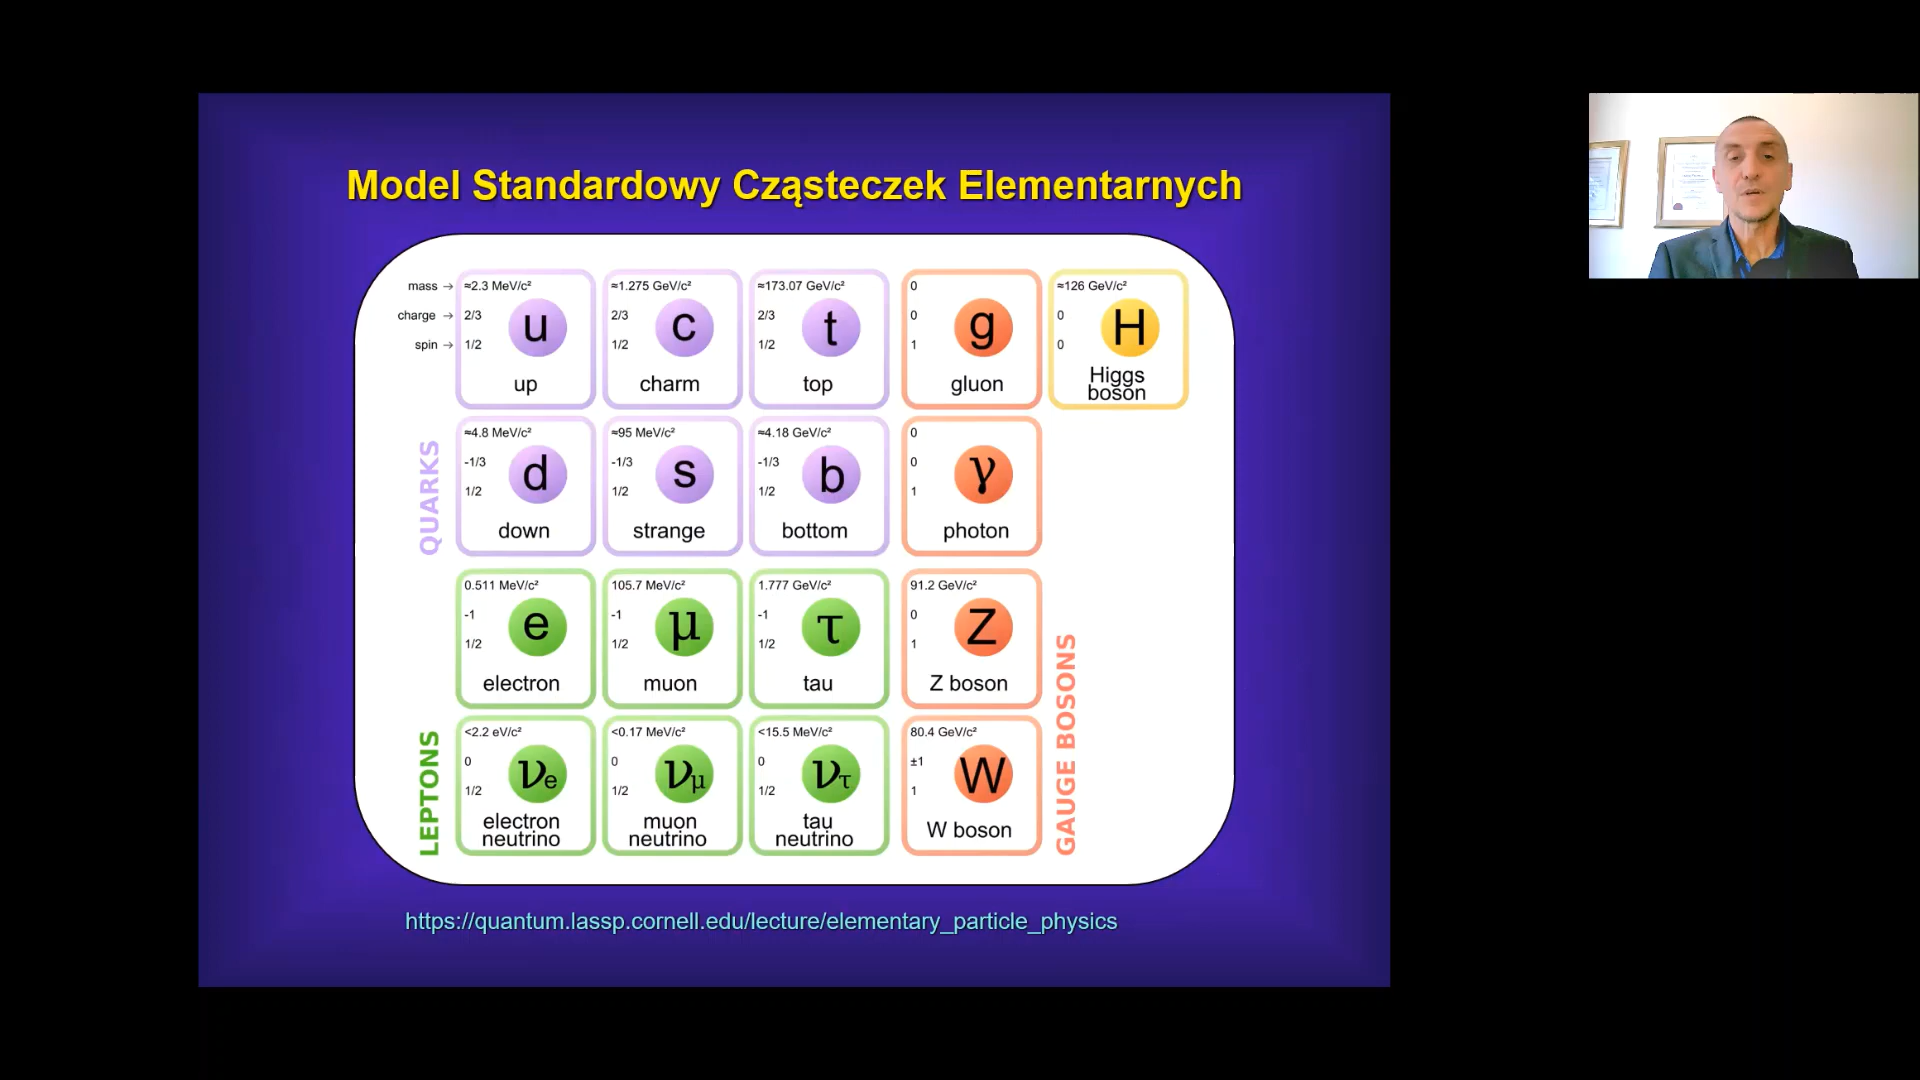 Model Standardowy Cząsteczek Elementarnych
mass → ≈2.3 MeV/c²
charge → 2/3
spin → 1/2
u
up
≈1.275 GeV/c²
2/3
1/2
c
charm
≈173.07 GeV/c²
2/3
1/2
t
top
0
0
1
g
gluon
≈126 GeV/c²
0
0
H
Higgs
boson
QUARKS
≈4.8 MeV/c²
-1/3
1/2
d
down
≈95 MeV/c²
-1/3
1/2
s
strange
≈4.18 GeV/c²
-1/3
1/2
b
bottom
0
0
1
γ
photon
0.511 MeV/c²
-1
1/2
e
electron
105.7 MeV/c²
-1
1/2
μ
muon
1.777 GeV/c²
-1
1/2
τ
tau
91.2 GeV/c²
0
1
Z
Z boson
LEPTONS
<2.2 eV/c²
0
1/2
νe
electron
neutrino
<0.17 MeV/c²
0
1/2
νμ
muon
neutrino
<15.5 MeV/c²
0
1/2
ντ
tau
neutrino
80.4 GeV/c²
±1
1
W
W boson
GAUGE BOSONS
https://quantum.lassp.cornell.edu/lecture/elementary_particle_physics